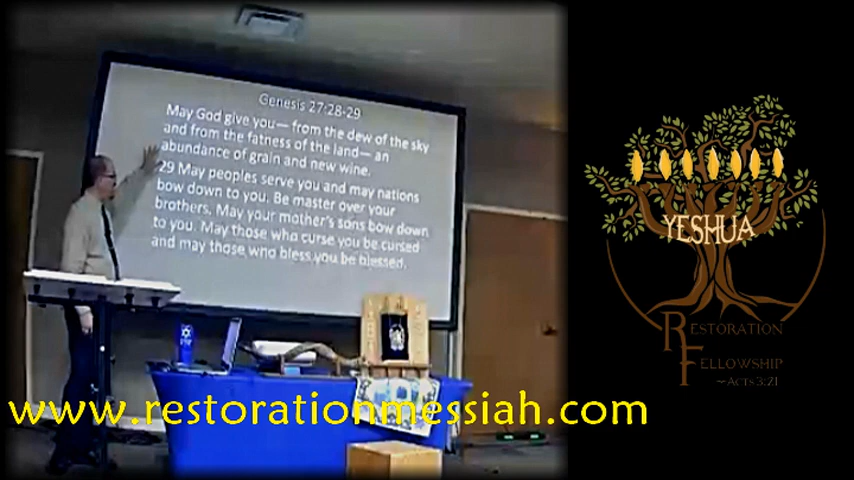 Genesis 27:28-29
May God give you— from the dew of the sky
and from the fatness of the land— an
abundance of grain and new wine.
29 May peoples serve you and may nations
bow down to you. Be master over your
brothers. May your mother's sons bow down
to you. May those who curse you be cursed
and may those who bless you be blessed.
YESHUA
RESTORATION
FELLOWSHIP
~ACTS 3:21
www.restorationmessiah.com